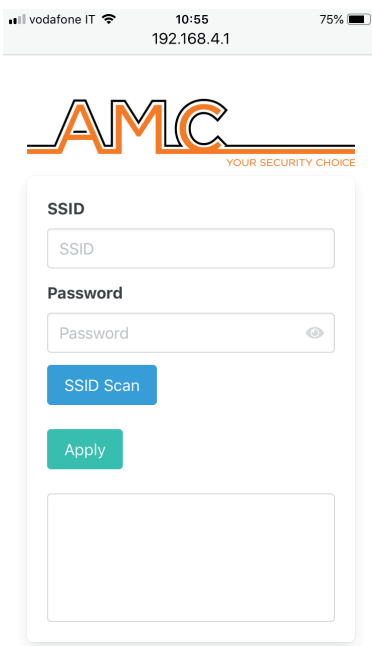 vodafone IT 10:55 75%
192.168.4.1
AMC
YOUR SECURITY CHOICE
SSID
SSID
Password
Password
SSID Scan
Apply